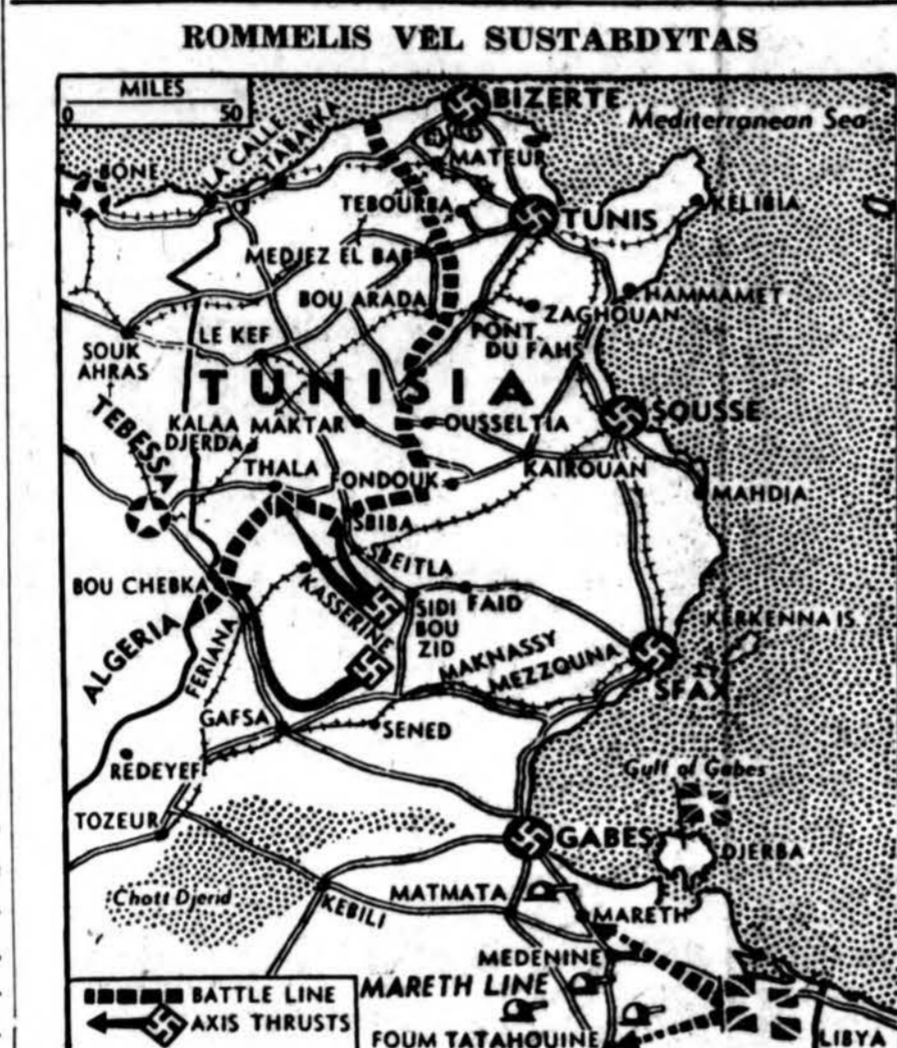 ROMMELIS VĖL SUSTABDYTAS
MILES
0 50
BIZERTE
Mediterranean Sea
MATEUR
LA CALLE
TABARKA
BONE
TEBOURBA
TUNIS
KELIBIA
MEDJEZ EL BAB
BOU ARADA
HAMMAMET
ZAGHOUAN
PONT
DU FAHS
LE KEF
SOUK
AHRAS
TUNISIA
TEBESSA
KALAA
DJERDA
MAKTAR
OUSSELTIA
SOUSSE
THALA
ONDOUK
KAIROUAN
MAHDIA
SBIBA
SBEITLA
BOU CHEBKA
KASSERINE
SIDI
BOU
ZID
FAID
KERKENNA IS.
ALGERIA
FERIANA
MAKNASSY
MEZZOUNA
SFAX
GAFSA
SENED
REDEYEF
Gulf of Gabes
TOZEUR
GABES
DJERBA
Chott Djerid
KEBILI
MATMATA
MARETH
MEDENINE
MARETH LINE
BATTLE LINE
AXIS THRUSTS
FOUM TATAHOUINE
LIBYA